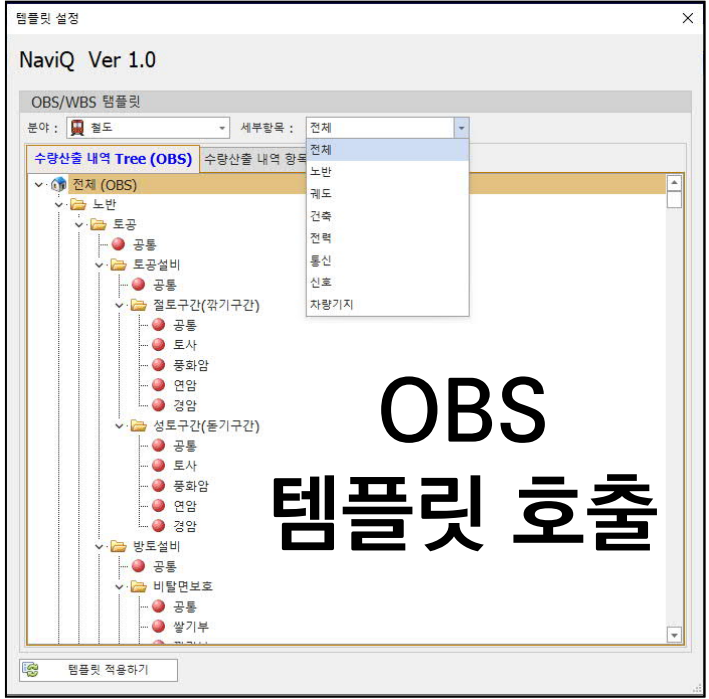 템플릿 설정
NaviQ Ver 1.0
OBS/WBS 탬플릿
분야 : 철도 세부항목 : 전체
수량산출 내역 Tree (OBS) 수량산출 내역 항목
전체
노반
궤도
건축
전력
통신
신호
차량기지
전체 (OBS)
노반
토공
공통
토공설비
공통
절토구간(깎기구간)
공통
토사
풍화암
연암
경암
성토구간(돋기구간)
공통
토사
풍화암
연암
경암
방토설비
공통
비탈면보호
공통
쌓기부
OBS
템플릿 호출
템플릿 적용하기